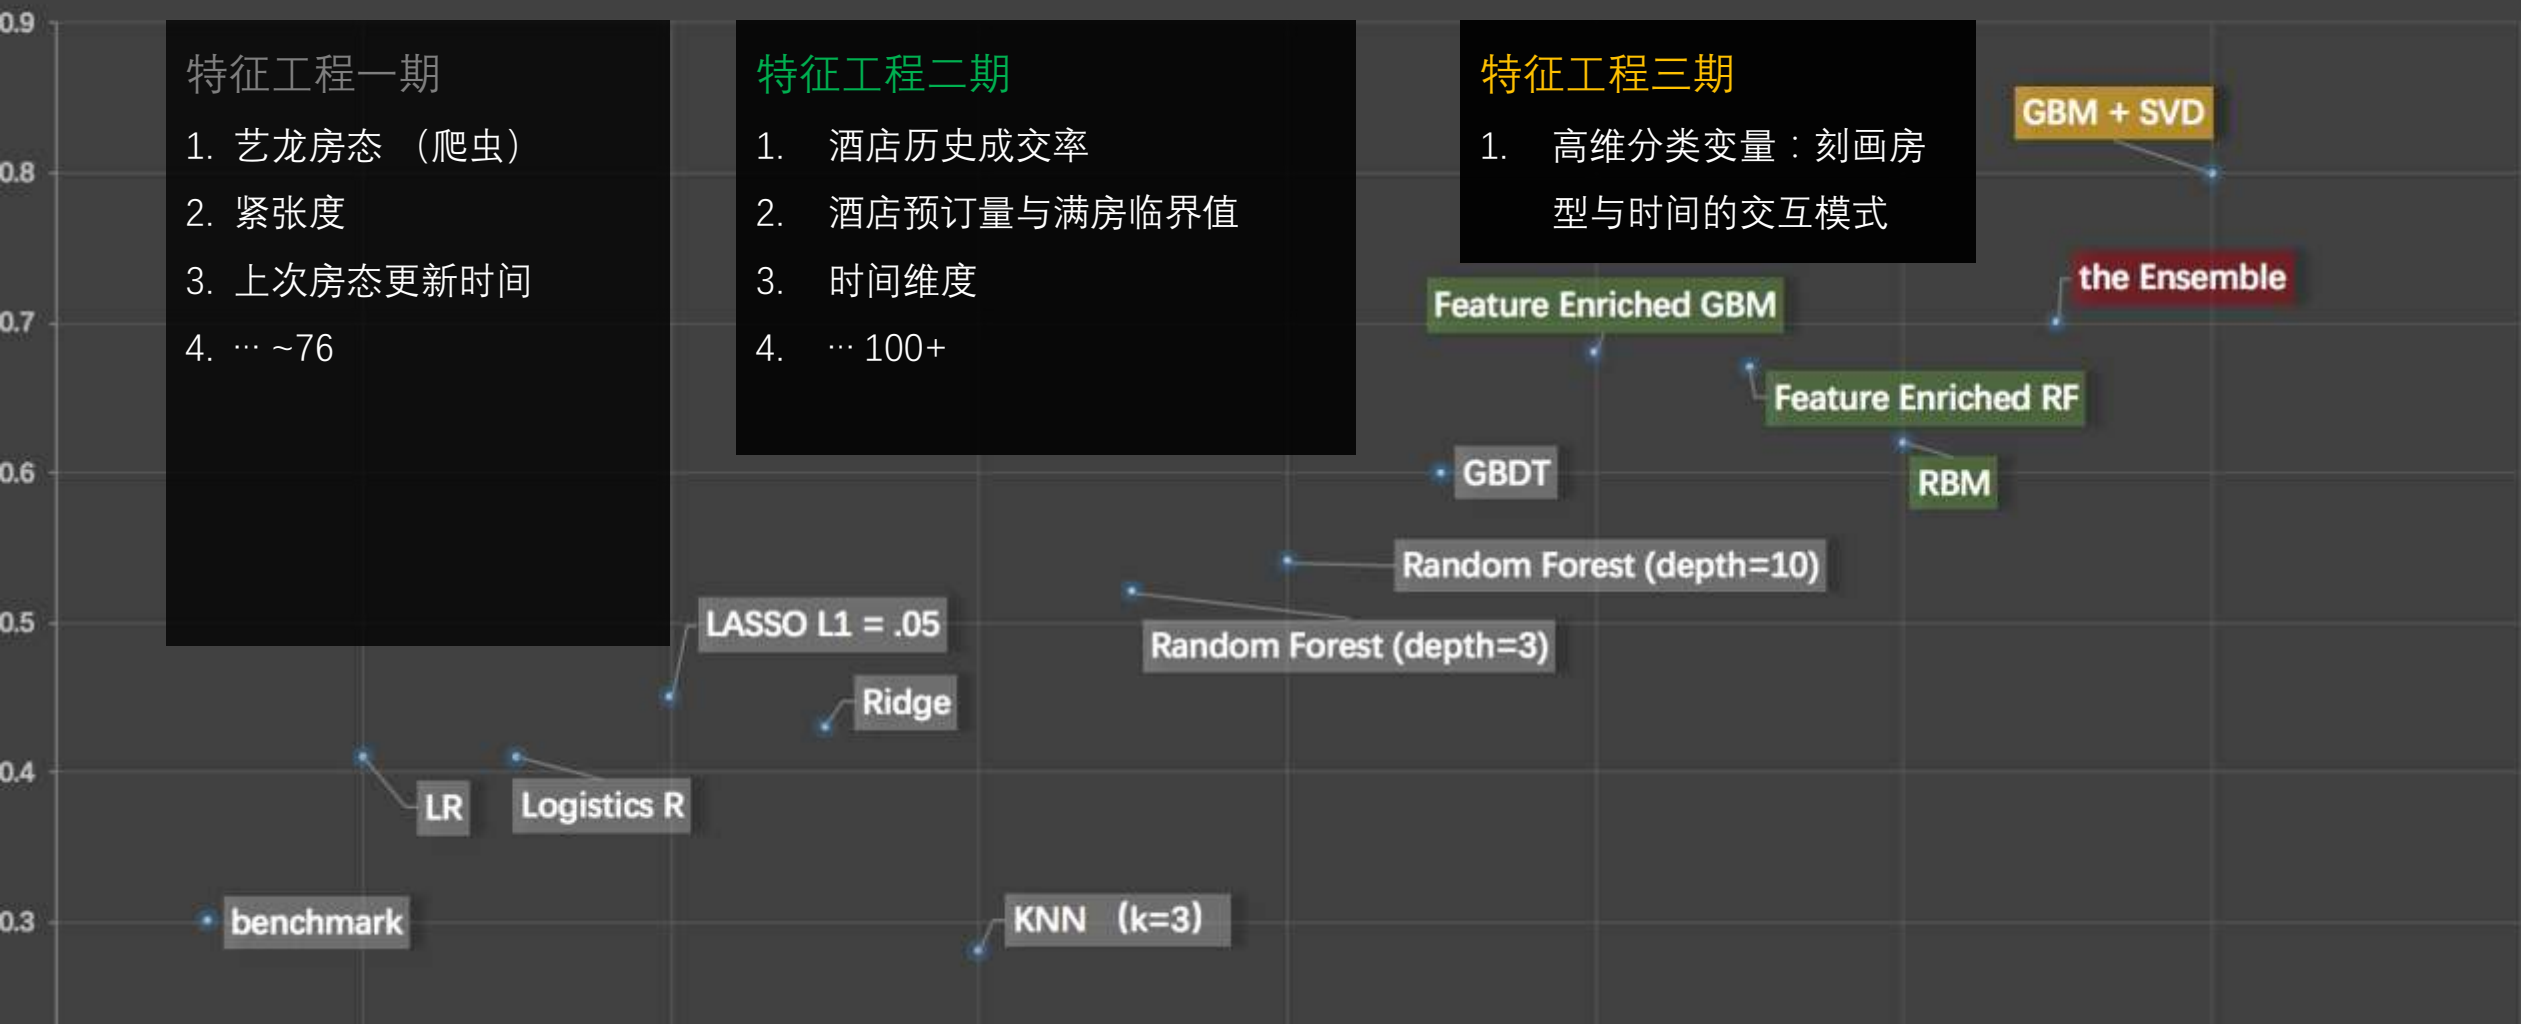 0.9
0.8
0.7
0.6
0.5
0.4
0.3
特征工程一期
1. 艺龙房态 （爬虫）
2. 紧张度
3. 上次房态更新时间
4. … ~76
特征工程二期
1. 酒店历史成交率
2. 酒店预订量与满房临界值
3. 时间维度
4. … 100+
特征工程三期
1. 高维分类变量：刻画房
型与时间的交互模式
GBM + SVD
the Ensemble
Feature Enriched GBM
Feature Enriched RF
GBDT
RBM
Random Forest (depth=10)
LASSO L1 = .05
Random Forest (depth=3)
Ridge
LR
Logistics R
benchmark
KNN （k=3）